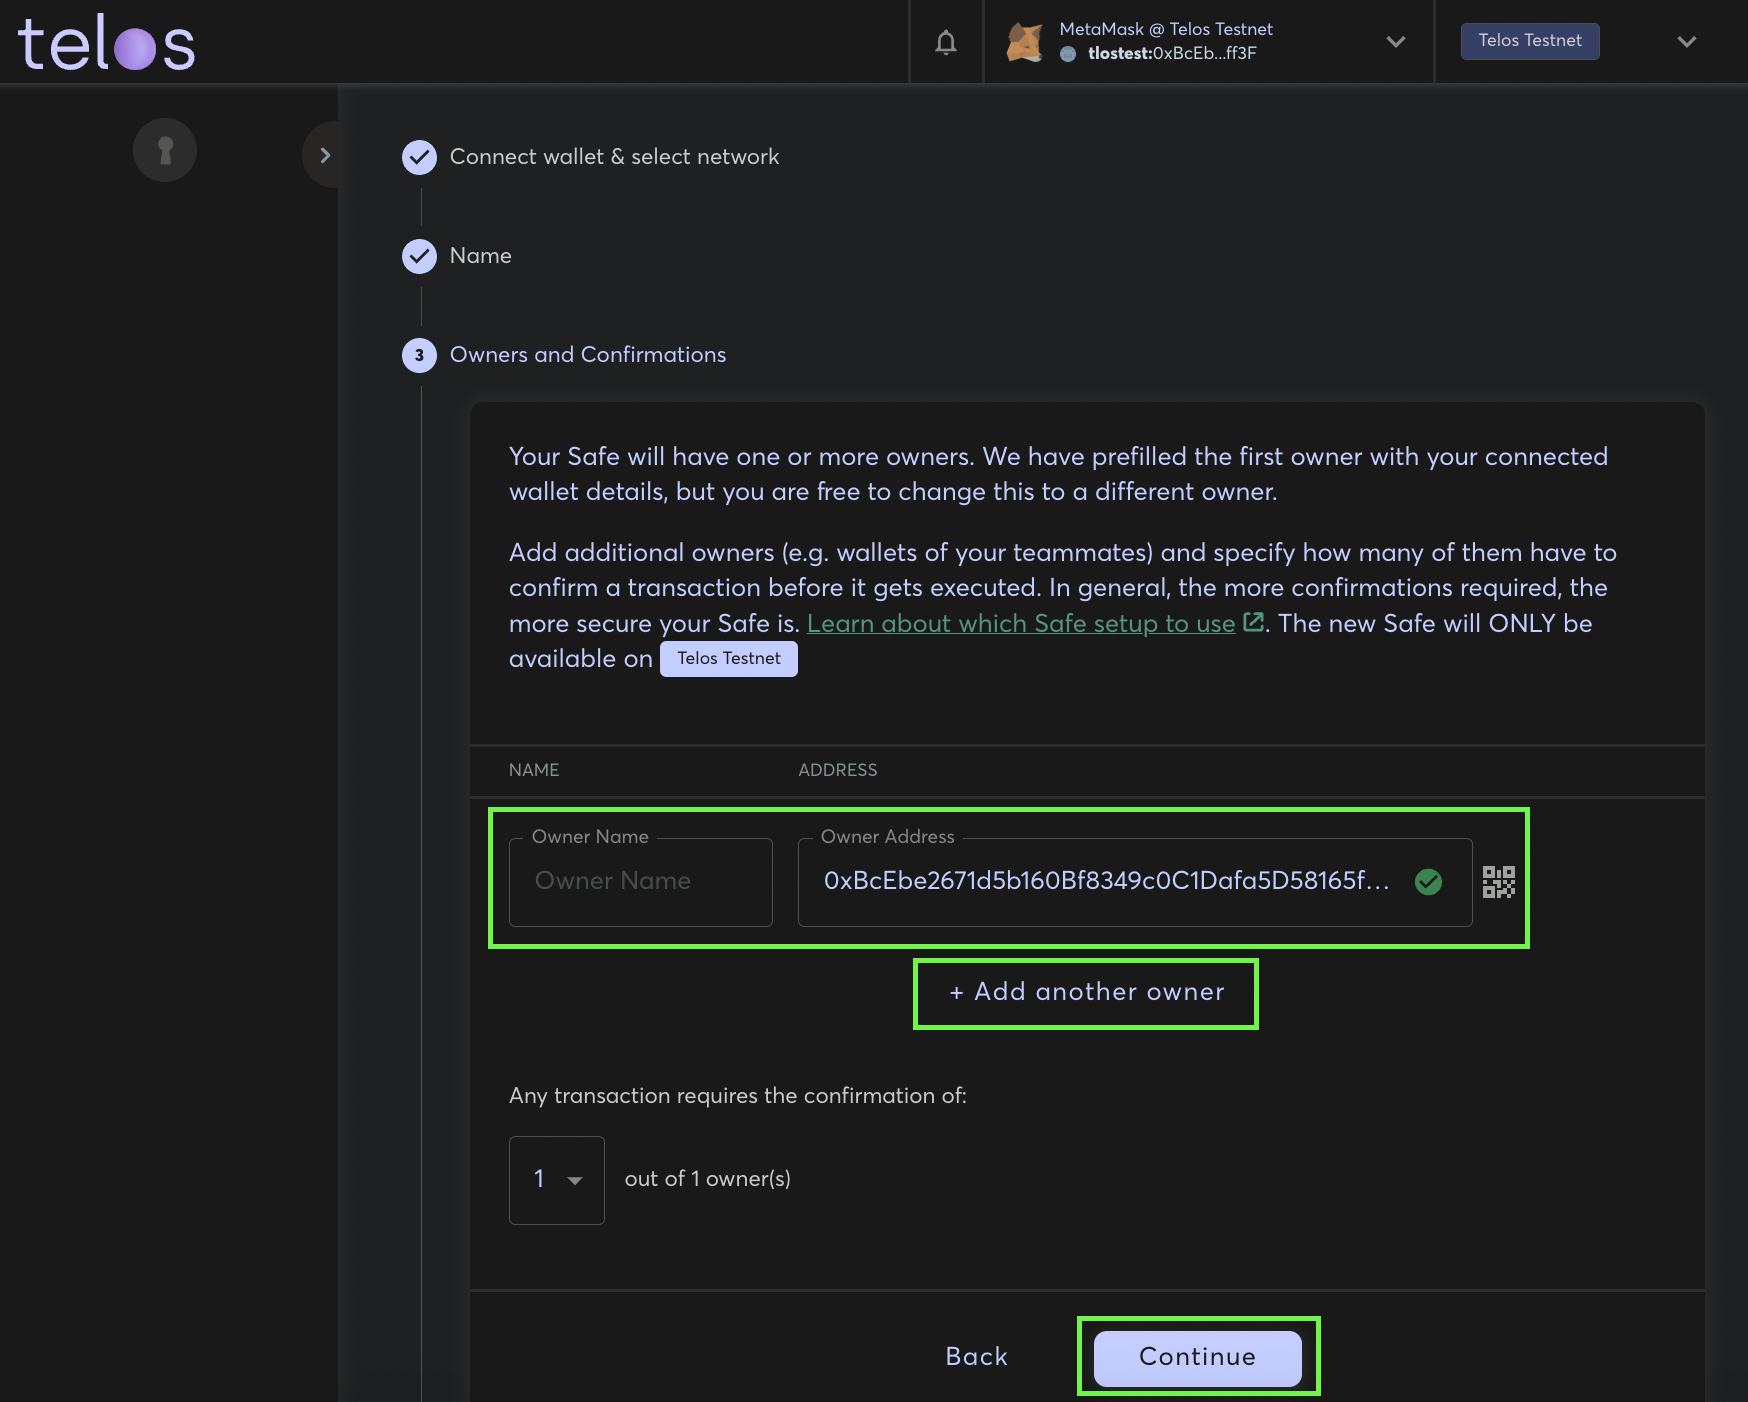 telos
MetaMask @ Telos Testnet
tlostest:0xBcEb...ff3F
Telos Testnet
Connect wallet & select network
Name
3 Owners and Confirmations
Your Safe will have one or more owners. We have prefilled the first owner with your connected
wallet details, but you are free to change this to a different owner.
Add additional owners (e.g. wallets of your teammates) and specify how many of them have to
confirm a transaction before it gets executed. In general, the more confirmations required, the
more secure your Safe is. Learn about which Safe setup to use. The new Safe will ONLY be
available on Telos Testnet
NAME ADDRESS
Owner Name Owner Address
Owner Name 0xBcEbe2671d5b160Bf8349c0C1Dafa5D58165f...
+ Add another owner
Any transaction requires the confirmation of:
1 out of 1 owner(s)
Back Continue